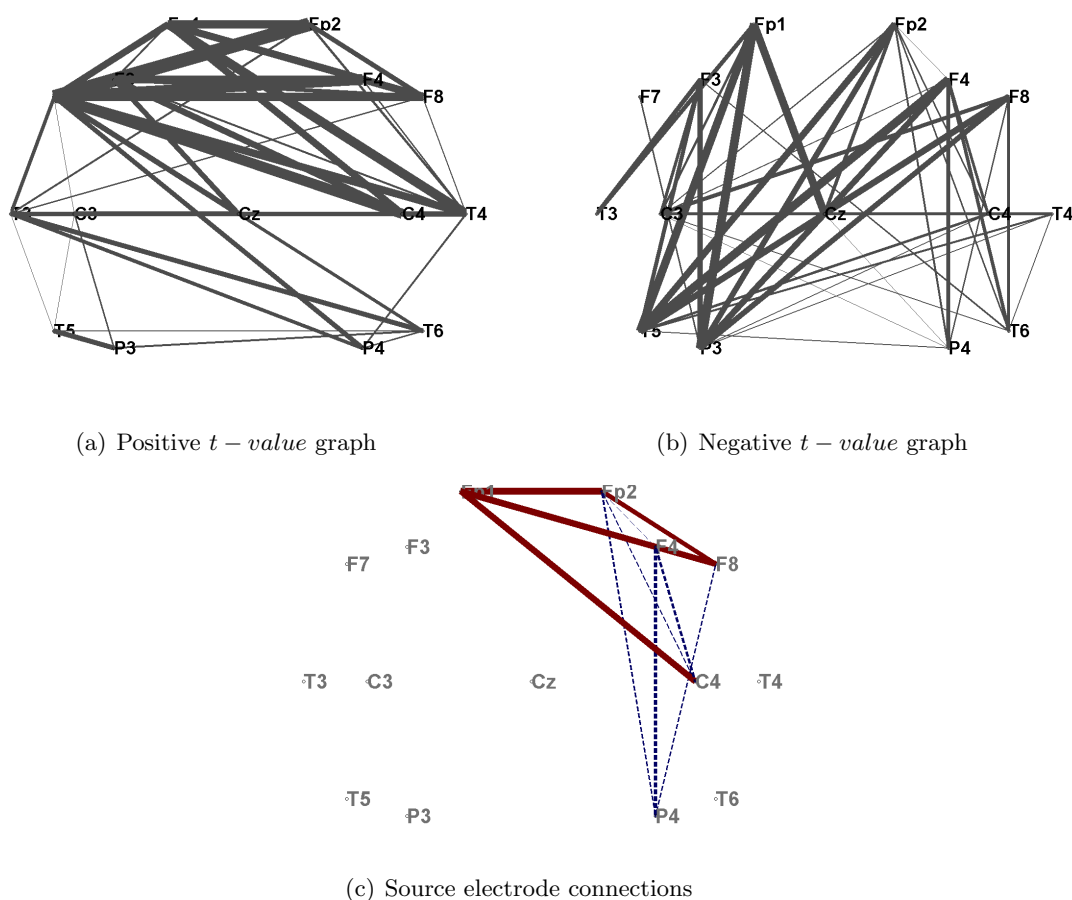 Fp2
F4
F8
T3
C3
Cz
C4
T4
T5
P3
P4
T6
Fp1
Fp2
F3
F4
F7
F8
T3
C3
Cz
C4
T4
T5
P3
P4
T6
(a) Positive t − value graph
(b) Negative t − value graph
Fp1
Fp2
F3
F4
F7
F8
T3
C3
Cz
C4
T4
T5
P3
P4
T6
(c) Source electrode connections